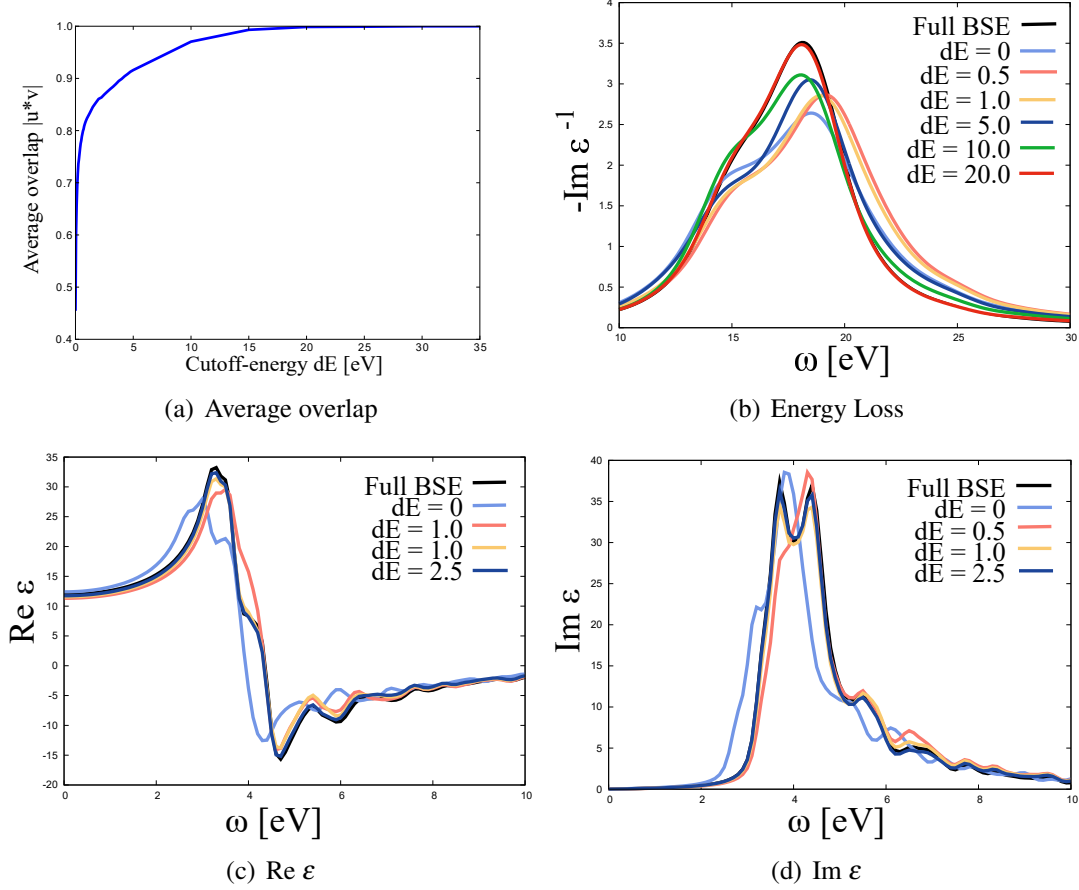 Average overlap |u*v|
1.0
0.9
0.8
0.7
0.6
0.5
0.4
0
5
10
15
20
25
30
35
Cutoff-energy dE [eV]
(a) Average overlap
-Im ε -1
4
3.5
3
2.5
2
1.5
1
0.5
0
10
15
20
25
30
Full BSE
dE = 0
dE = 0.5
dE = 1.0
dE = 5.0
dE = 10.0
dE = 20.0
ω [eV]
(b) Energy Loss
Re ε
35
30
25
20
15
10
5
0
-5
-10
-15
-20
0
2
4
6
8
10
Full BSE
dE = 0
dE = 1.0
dE = 1.0
dE = 2.5
ω [eV]
(c) Re ε
Im ε
40
35
30
25
20
15
10
5
0
0
2
4
6
8
10
Full BSE
dE = 0
dE = 0.5
dE = 1.0
dE = 2.5
ω [eV]
(d) Im ε